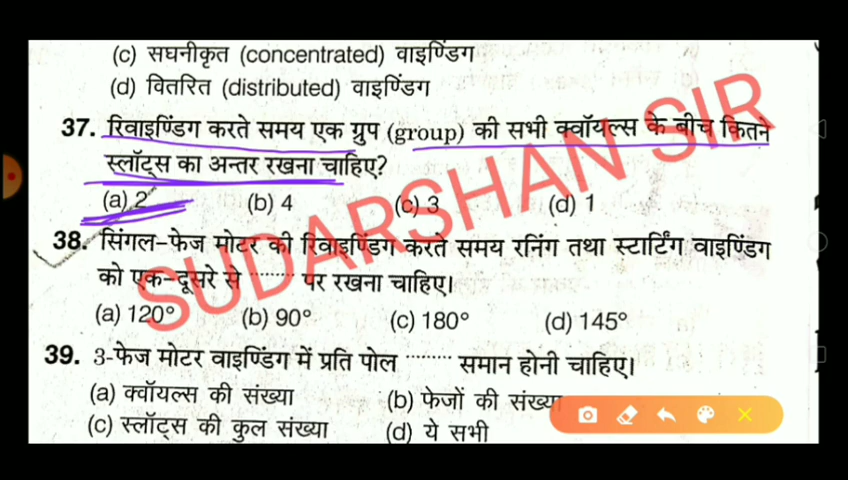 (c) सघनीकृत (concentrated) वाइण्डिंग
(d) वितरित (distributed) वाइण्डिंग
37. रिवाइण्डिंग करते समय एक ग्रुप (group) की सभी क्वॉयल्स के बीच कितने
स्लॉट्स का अन्तर रखना चाहिए?
(a) 2 (b) 4 (c) 3 (d) 1
38. सिंगल-फेज मोटर की रिवाइण्डिंग करते समय रनिंग तथा स्टार्टिंग वाइण्डिंग
को एक-दूसरे से ········ पर रखना चाहिए।
(a) 120° (b) 90° (c) 180° (d) 145°
39. 3-फेज मोटर वाइण्डिंग में प्रति पोल ········ समान होनी चाहिए।
(a) क्वॉयल्स की संख्या (b) फेजों की संख्या
(c) स्लॉट्स की कुल संख्या (d) ये सभी
SUDARSHAN SIR